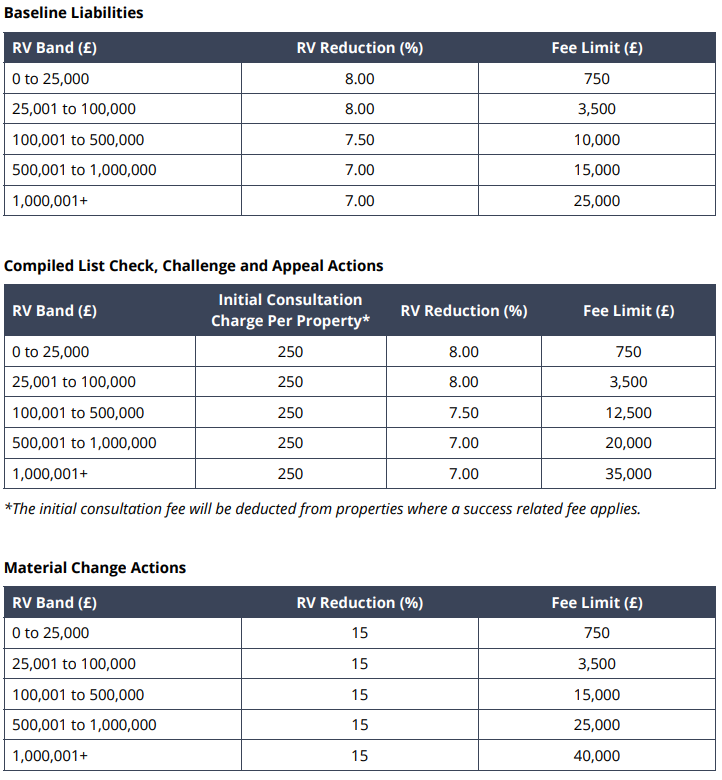 Baseline Liabilities
RV Band (£) RV Reduction (%) Fee Limit (£)
0 to 25,000 8.00 750
25,001 to 100,000 8.00 3,500
100,001 to 500,000 7.50 10,000
500,001 to 1,000,000 7.00 15,000
1,000,001+ 7.00 25,000
Compiled List Check, Challenge and Appeal Actions
RV Band (£) Initial Consultation Charge Per Property* RV Reduction (%) Fee Limit (£)
0 to 25,000 250 8.00 750
25,001 to 100,000 250 8.00 3,500
100,001 to 500,000 250 7.50 12,500
500,001 to 1,000,000 250 7.00 20,000
1,000,001+ 250 7.00 35,000
*The initial consultation fee will be deducted from properties where a success related fee applies.
Material Change Actions
RV Band (£) RV Reduction (%) Fee Limit (£)
0 to 25,000 15 750
25,001 to 100,000 15 3,500
100,001 to 500,000 15 15,000
500,001 to 1,000,000 15 25,000
1,000,001+ 15 40,000